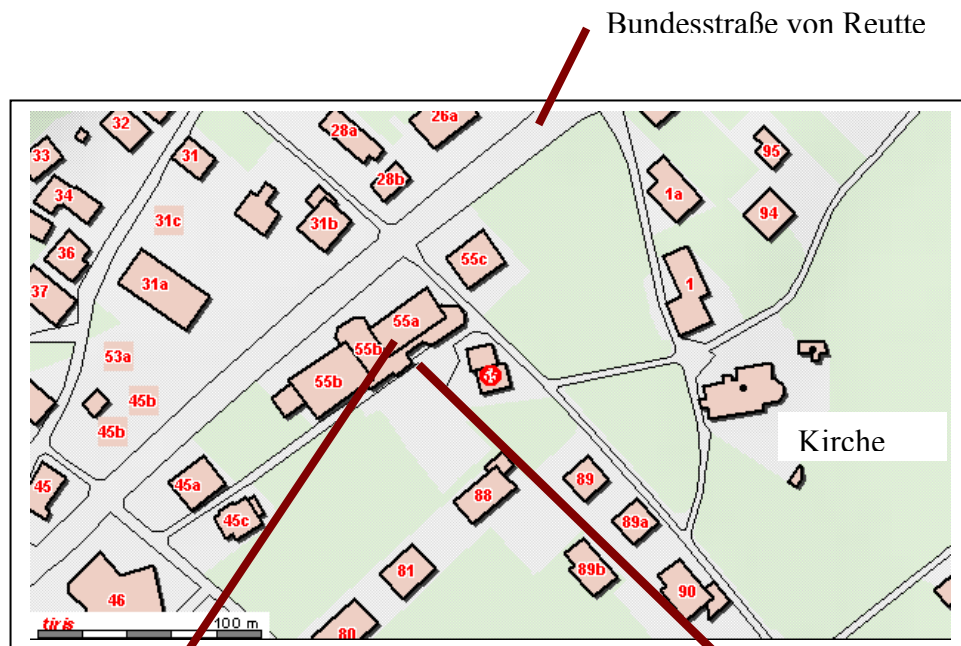 Bundesstraße von Reutte
32
28a
26a
33
31
95
28b
34
1a
31c
94
31b
36
55c
1
37
31a
55a
53a
55b
55b
55
45b
45b
Kirche
45
45a
88
89
45c
89a
81
89b
46
90
tiris
100 m
80